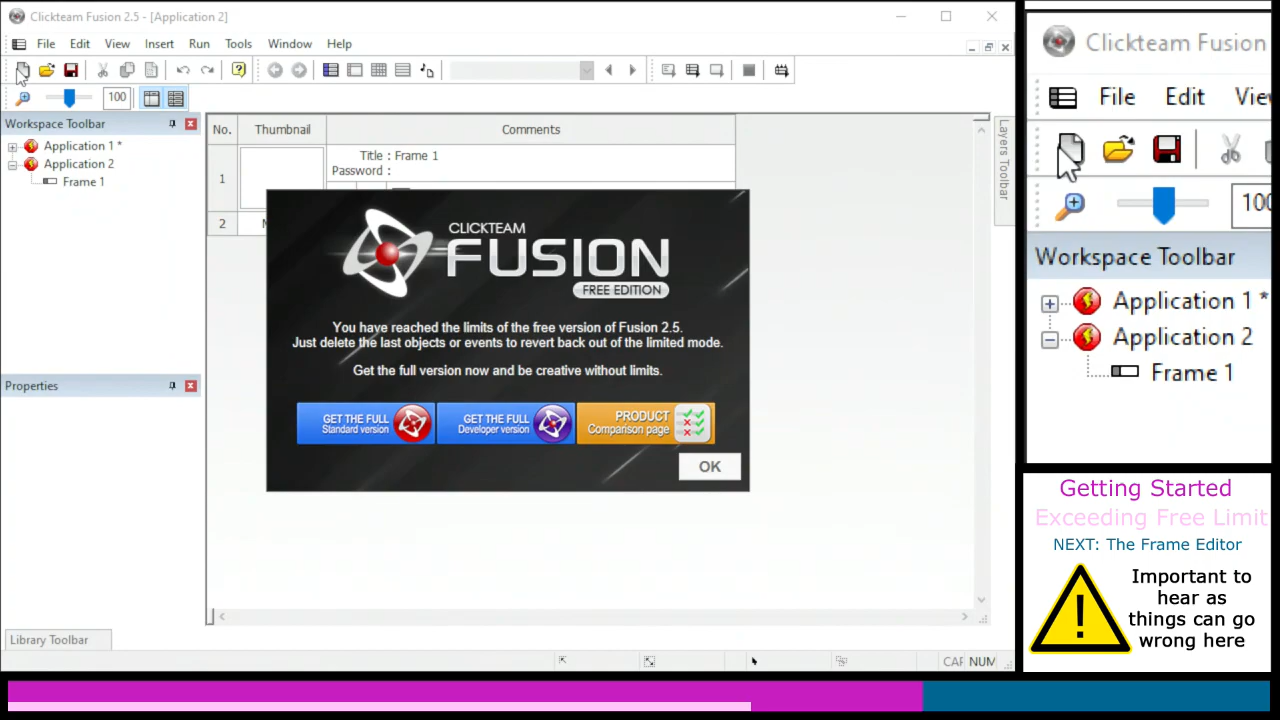 Clickteam Fusion 2.5 - [Application 2]
File Edit View Insert Run Tools Window Help
100
Workspace Toolbar
Application 1 *
Application 2
Frame 1
Properties
Library Toolbar
No. Thumbnail Comments
1
Title : Frame 1
Password :
2
Layers Toolbar
CLICKTEAM
FUSION
FREE EDITION
You have reached the limits of the free version of Fusion 2.5.
Just delete the last objects or events to revert back out of the limited mode.
Get the full version now and be creative without limits.
GET THE FULL
Standard version
GET THE FULL
Developer version
PRODUCT
Comparison page
OK
NUM
Clickteam Fusion
File Edit
100
Workspace Toolbar
Application 1 *
Application 2
Frame 1
Getting Started
Exceeding Free Limit
NEXT: The Frame Editor
Important to
hear as
things can go
wrong here